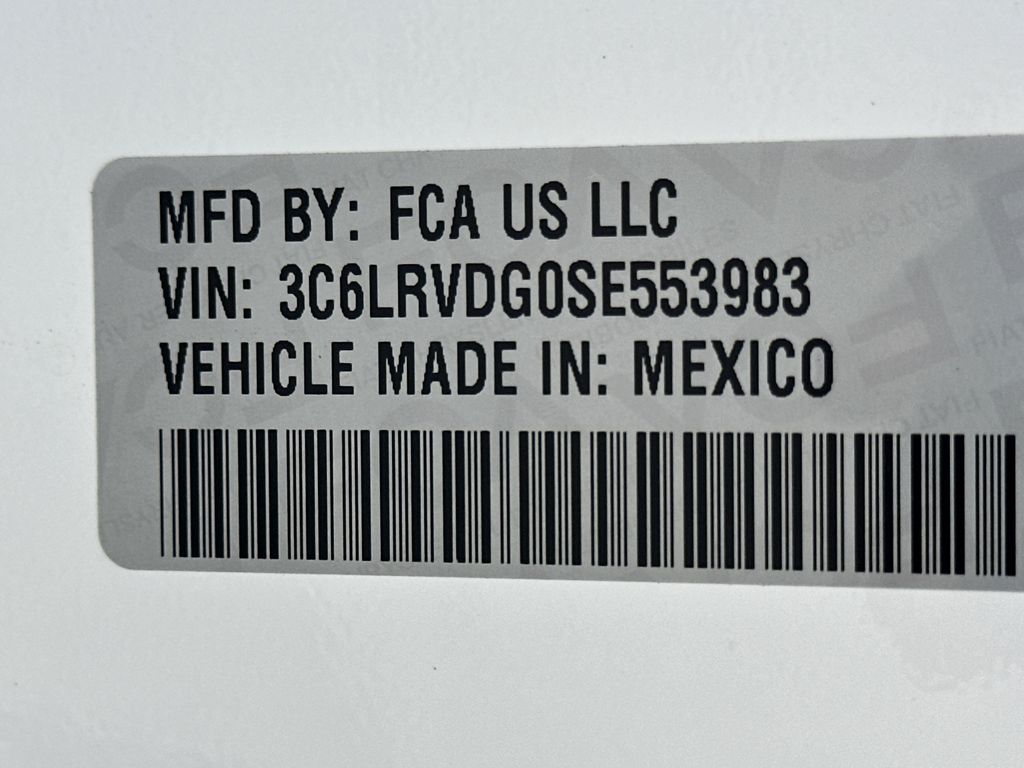 MFD BY: FCA US LLC
VIN: 3C6LRVDG0SE553983
VEHICLE MADE IN: MEXICO